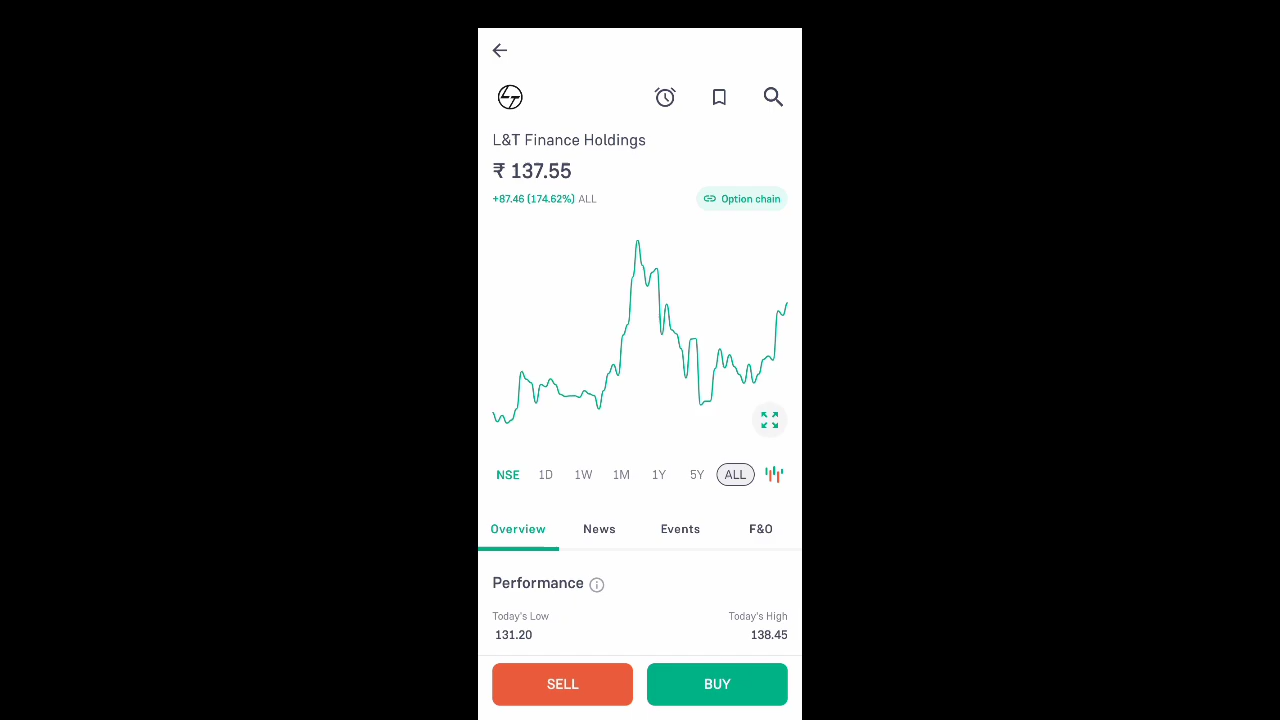 L&T Finance Holdings
₹ 137.55
+87.46 (174.62%) ALL
Option chain
NSE 1D 1W 1M 1Y 5Y ALL
Overview News Events F&O
Performance
Today's Low Today's High
131.20 138.45
SELL BUY